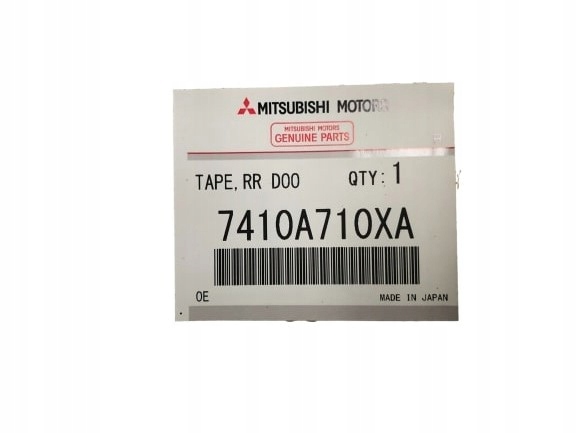 MITSUBISHI MOTORS
MITSUBISHI MOTORS
GENUINE PARTS
TAPE, RR DOO QTY: 1
7410A710XA
OE MADE IN JAPAN